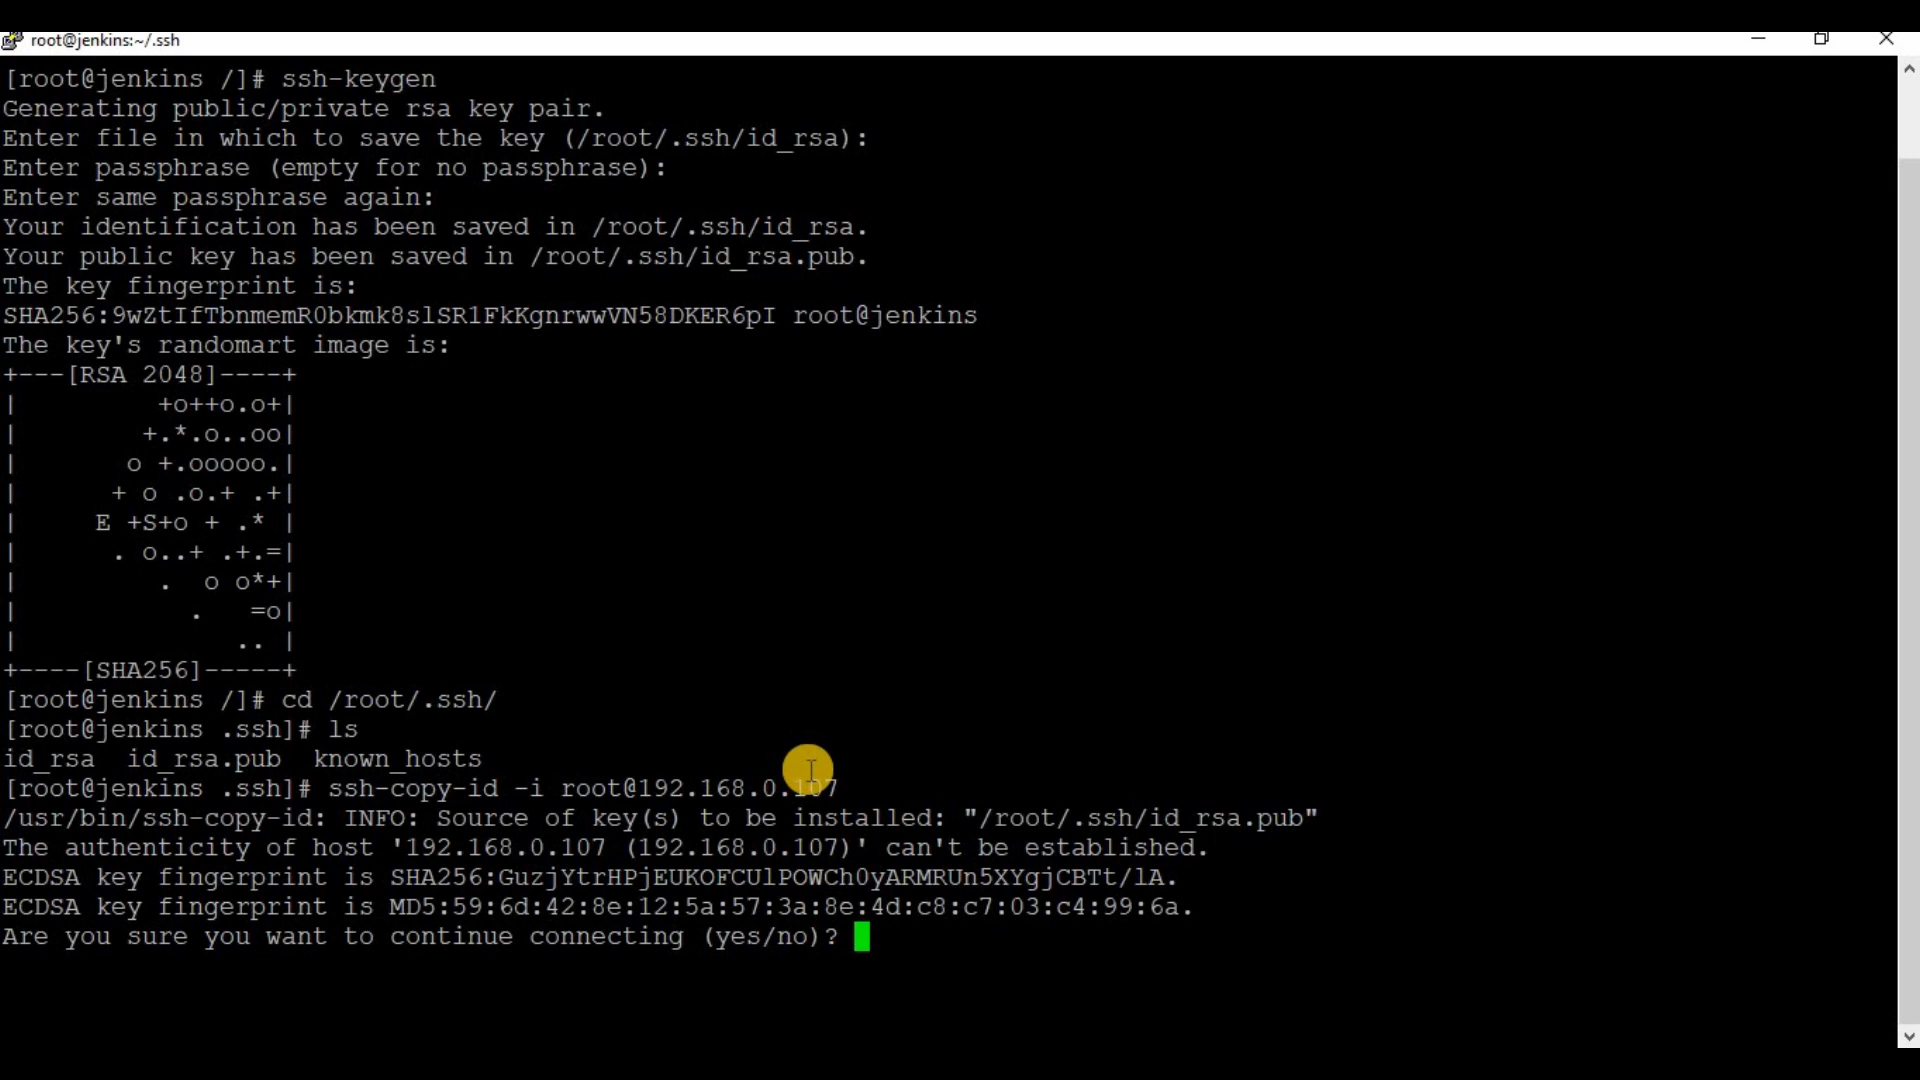 root@jenkins:~/.ssh
[root@jenkins /]# ssh-keygen
Generating public/private rsa key pair.
Enter file in which to save the key (/root/.ssh/id_rsa):
Enter passphrase (empty for no passphrase):
Enter same passphrase again:
Your identification has been saved in /root/.ssh/id_rsa.
Your public key has been saved in /root/.ssh/id_rsa.pub.
The key fingerprint is:
SHA256:9wZtIfTbnmemR0bkmk8slSR1FkKgnrwwVN58DKER6pI root@jenkins
The key's randomart image is:
+---[RSA 2048]----+
|         +o++o.o+|
|        +.*.o..oo|
|       o +.ooooo.|
|      + o .o.+ .+|
|     E +S+o + .* |
|      . o..+ .+.=|
|         .  o o*+|
|           .   =o|
|              .. |
+----[SHA256]-----+
[root@jenkins /]# cd /root/.ssh/
[root@jenkins .ssh]# ls
id_rsa  id_rsa.pub  known_hosts
[root@jenkins .ssh]# ssh-copy-id -i root@192.168.0.107
/usr/bin/ssh-copy-id: INFO: Source of key(s) to be installed: "/root/.ssh/id_rsa.pub"
The authenticity of host '192.168.0.107 (192.168.0.107)' can't be established.
ECDSA key fingerprint is SHA256:GuzjYtrHPjEUKOFCUlPOWCh0yARMRUn5XYgjCBTt/lA.
ECDSA key fingerprint is MD5:59:6d:42:8e:12:5a:57:3a:8e:4d:c8:c7:03:c4:99:6a.
Are you sure you want to continue connecting (yes/no)?